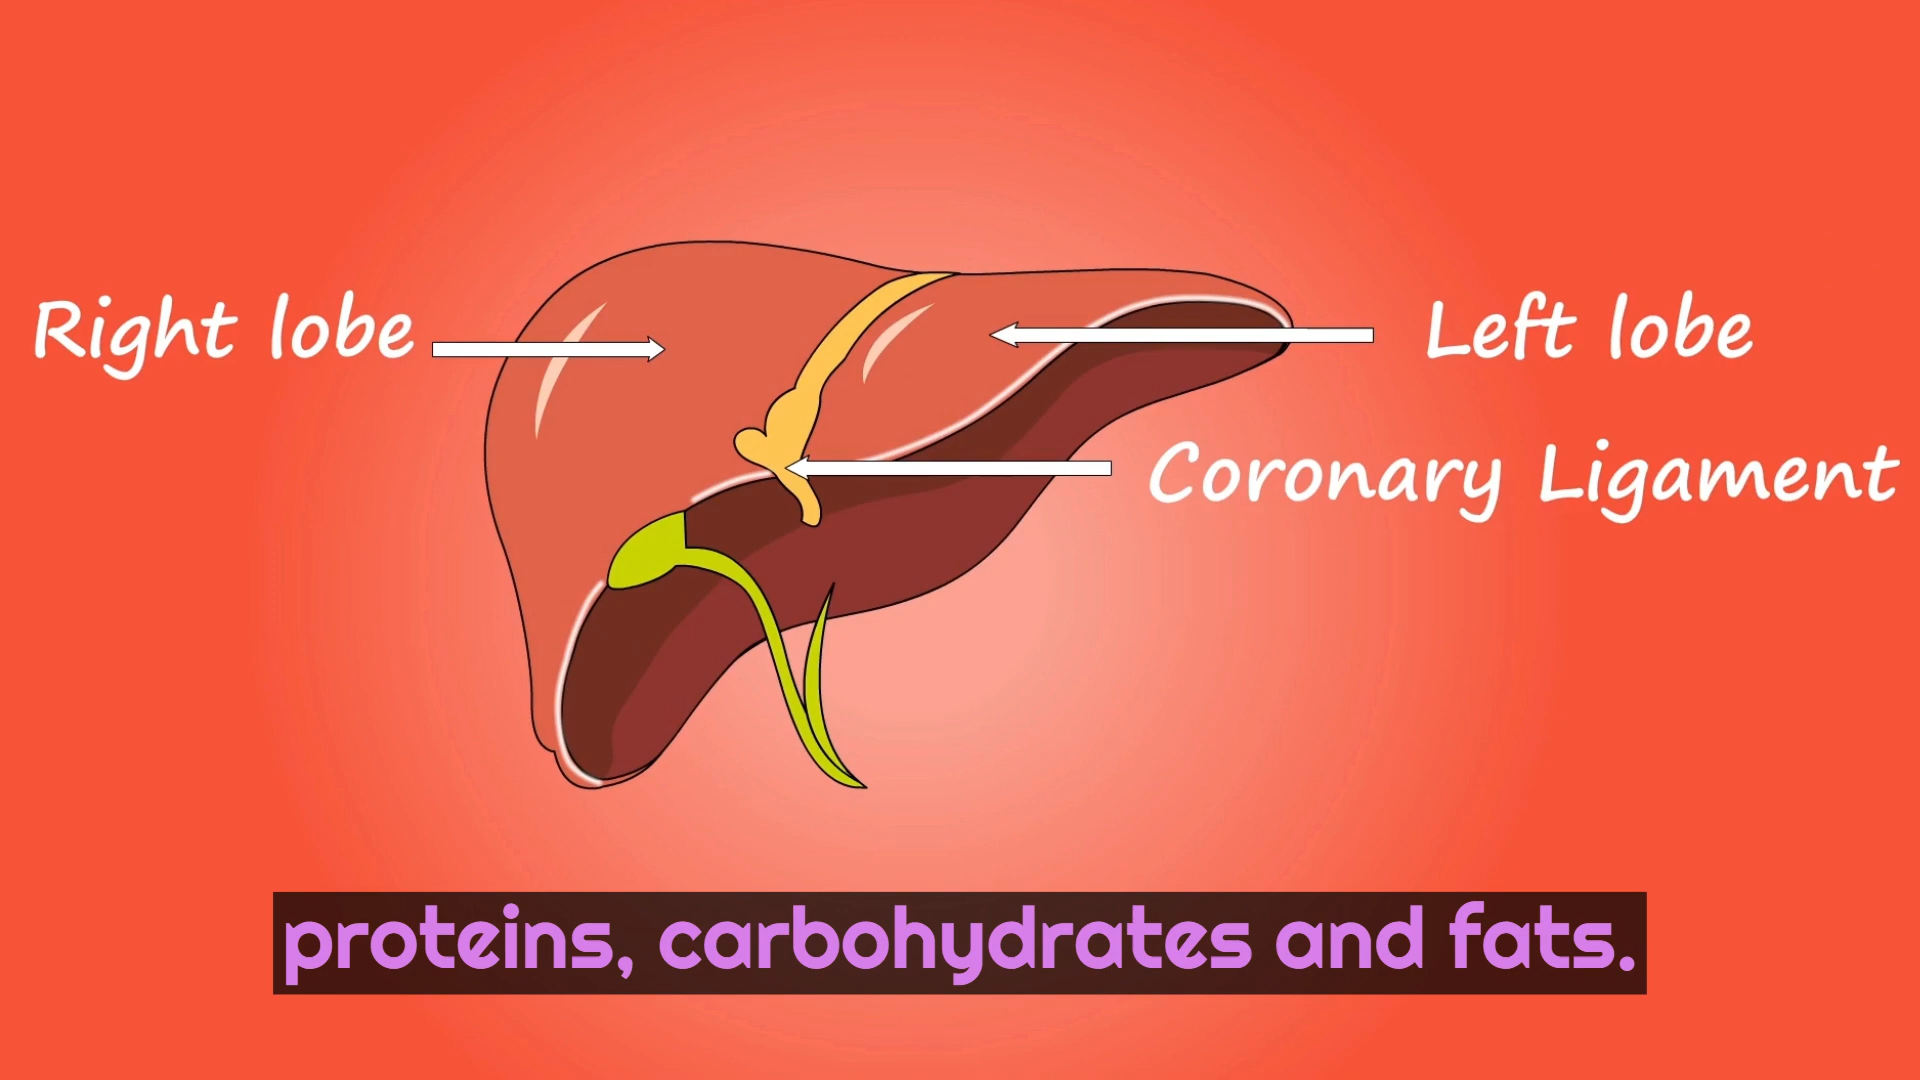 Right lobe
Left lobe
Coronary Ligament
proteins, carbohydrates and fats.